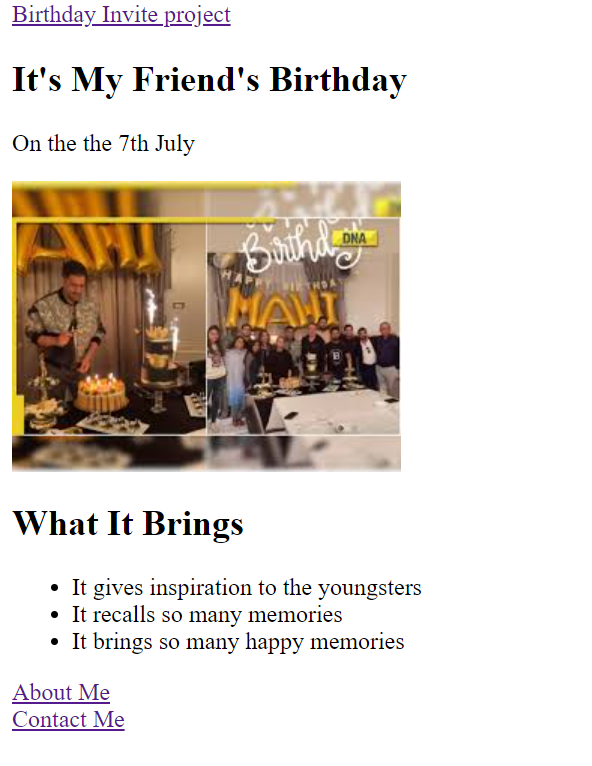 Birthday Invite project
It's My Friend's Birthday
On the the 7th July
AHI
Birthday
DNA
HAPPY BIRTHDAY
MAHI
What It Brings
It gives inspiration to the youngsters
It recalls so many memories
It brings so many happy memories
About Me
Contact Me